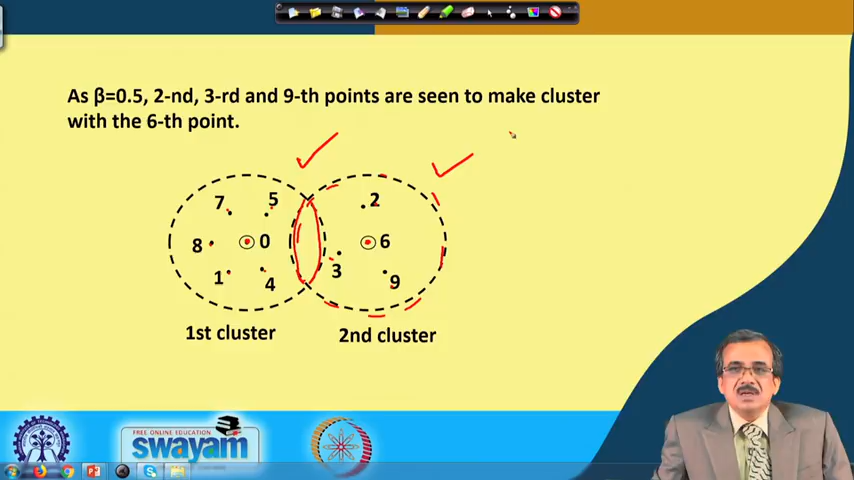 As β=0.5, 2-nd, 3-rd and 9-th points are seen to make cluster
with the 6-th point.
7 5 2
8 0 6
3
1 4 9
1st cluster 2nd cluster
FREE ONLINE EDUCATION
swayam